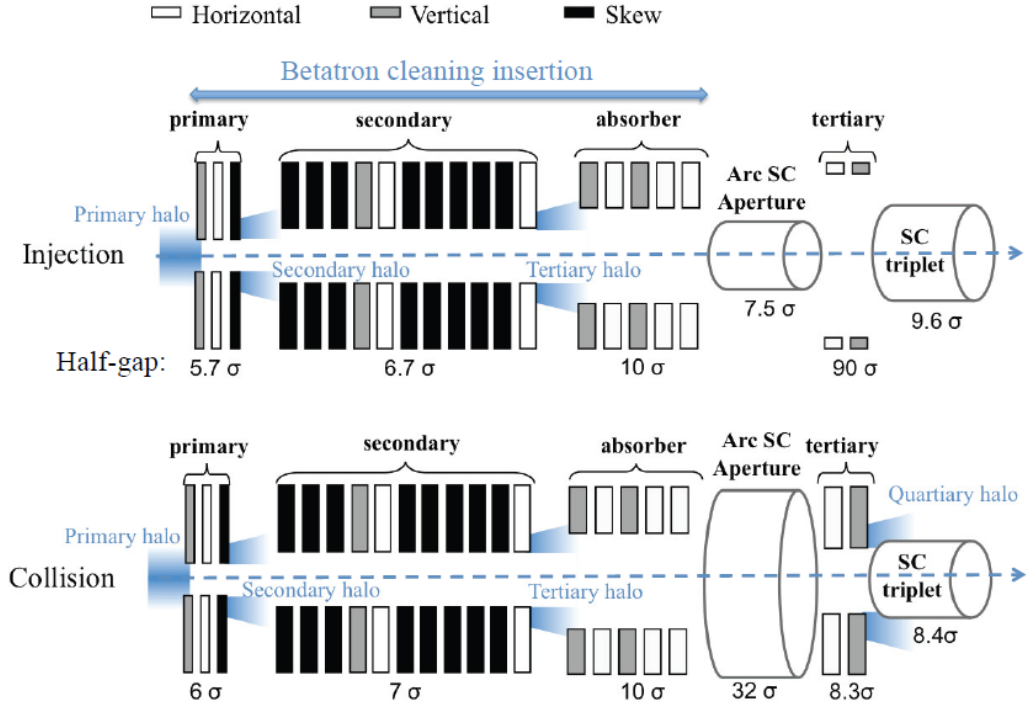 Horizontal Vertical Skew
Betatron cleaning insertion
primary secondary absorber tertiary
Arc SC
Aperture
Primary halo
Injection
SC
triplet
Secondary halo Tertiary halo
7.5 σ
9.6 σ
Half-gap: 5.7 σ 6.7 σ 10 σ 90 σ
primary secondary absorber Arc SC
Aperture
tertiary
Quartiary halo
Primary halo
Collision
SC
triplet
Secondary halo Tertiary halo
8.4σ
6 σ 7 σ 10 σ 32 σ 8.3σ